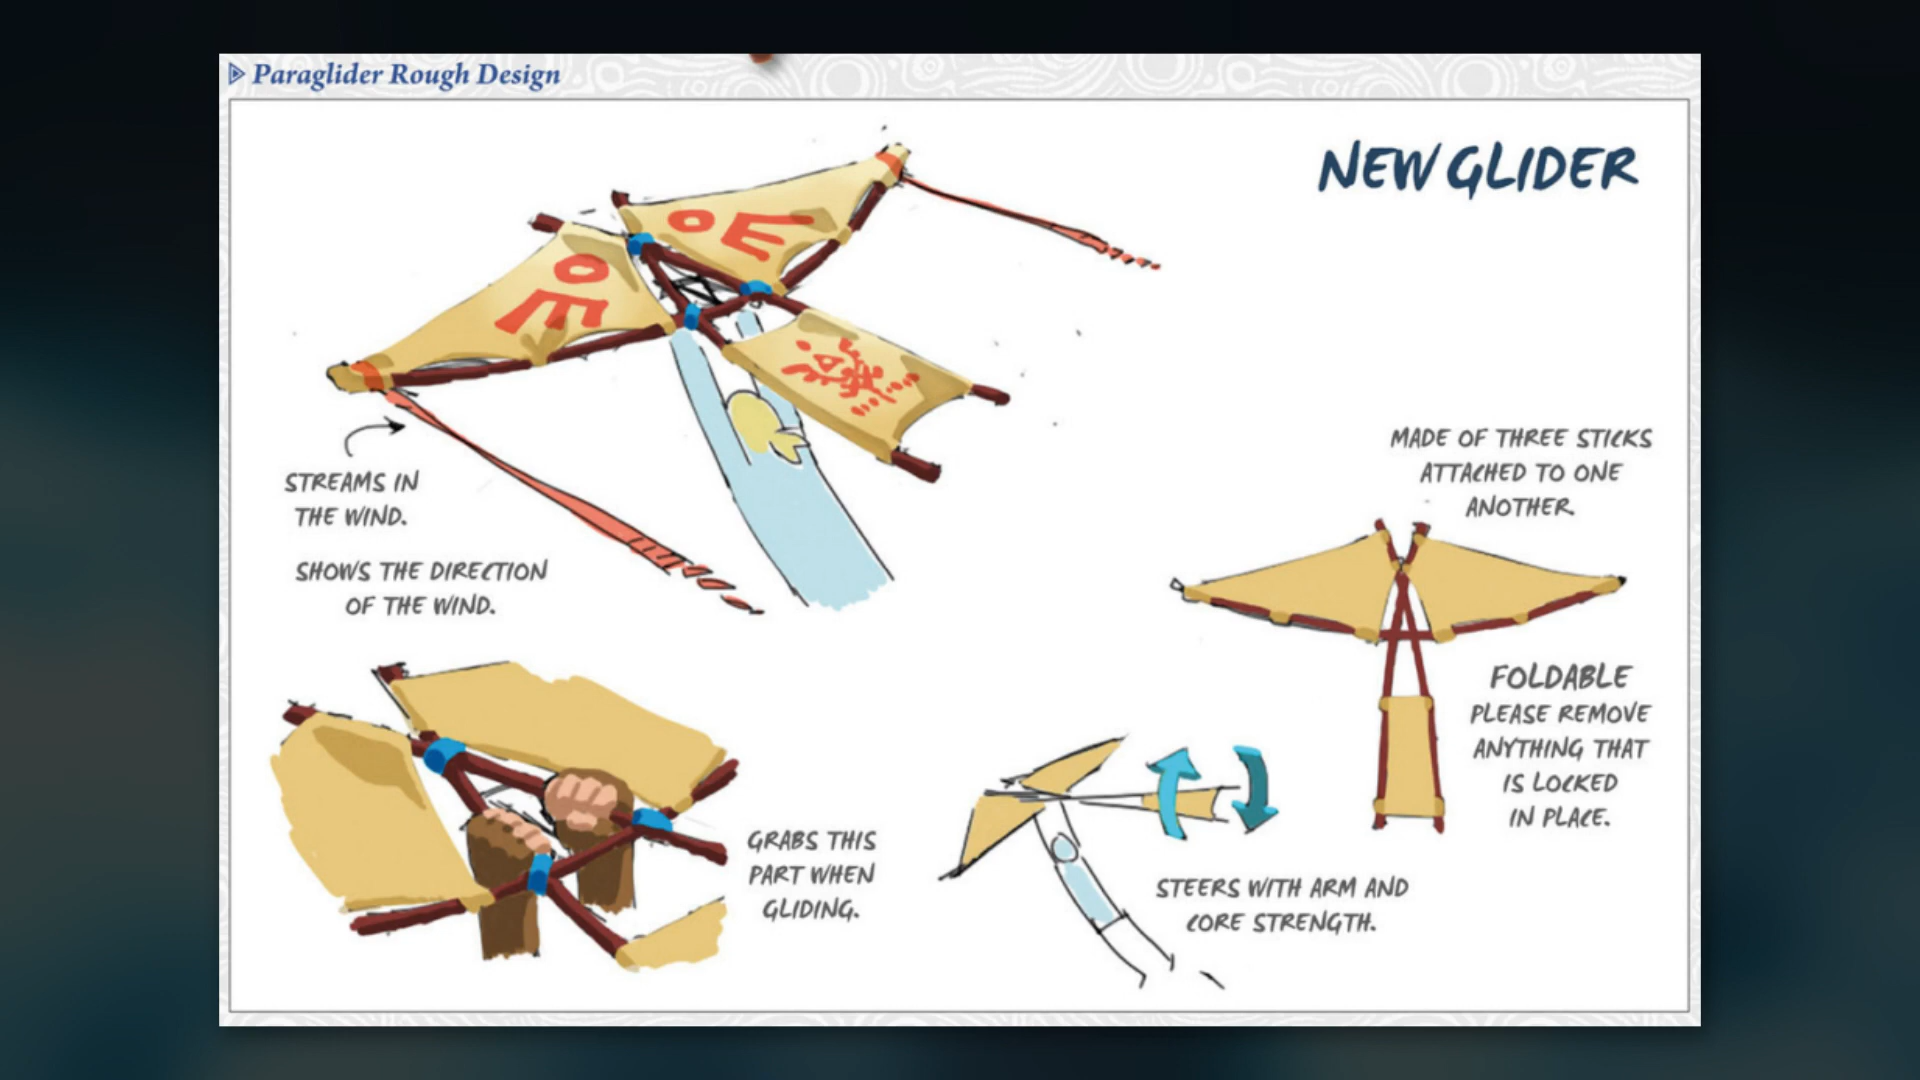 Paraglider Rough Design
NEW GLIDER
STREAMS IN
THE WIND.
SHOWS THE DIRECTION
OF THE WIND.
MADE OF THREE STICKS
ATTACHED TO ONE
ANOTHER.
FOLDABLE
PLEASE REMOVE
ANYTHING THAT
IS LOCKED
IN PLACE.
GRABS THIS
PART WHEN
GLIDING.
STEERS WITH ARM AND
CORE STRENGTH.